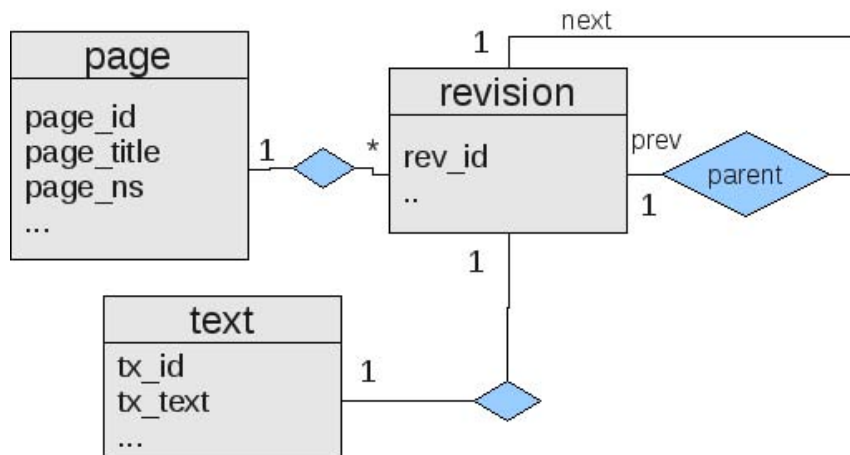 page
page_id
page_title
page_ns
...
1
*
revision
rev_id
..
1
next
prev
1
parent
1
text
tx_id
tx_text
...
1